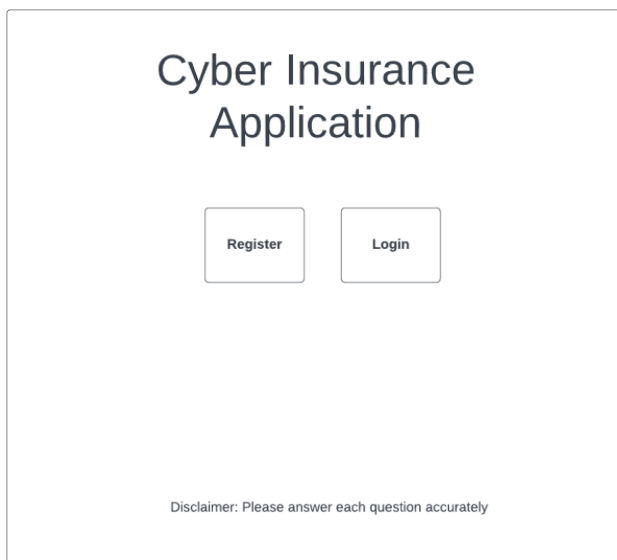 Cyber Insurance
Application
Register
Login
Disclaimer: Please answer each question accurately